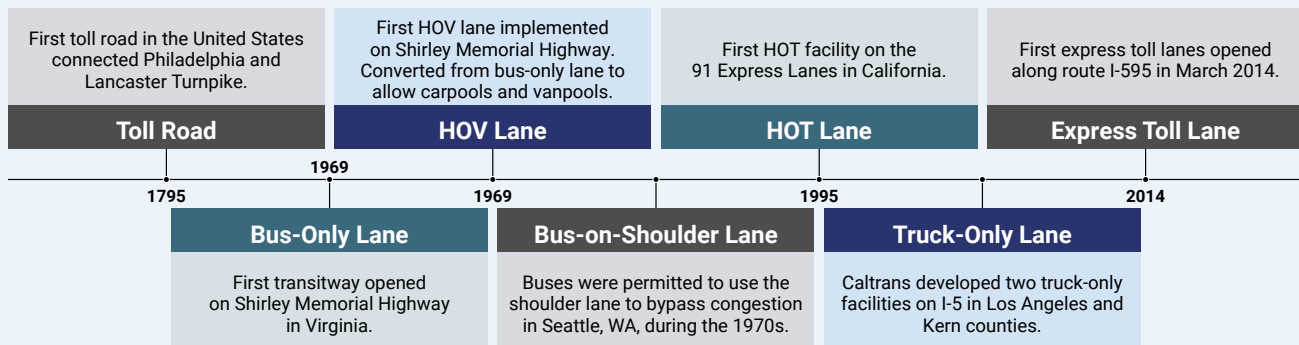 First toll road in the United States
connected Philadelphia and
Lancaster Turnpike.
Toll Road
First HOV lane implemented
on Shirley Memorial Highway.
Converted from bus-only lane to
allow carpools and vanpools.
HOV Lane
First HOT facility on the
91 Express Lanes in California.
HOT Lane
First express toll lanes opened
along route I-595 in March 2014.
Express Toll Lane
1969
1795
1969
1995
2014
Bus-Only Lane
First transitway opened
on Shirley Memorial Highway
in Virginia.
Bus-on-Shoulder Lane
Buses were permitted to use the
shoulder lane to bypass congestion
in Seattle, WA, during the 1970s.
Truck-Only Lane
Caltrans developed two truck-only
facilities on I-5 in Los Angeles and
Kern counties.